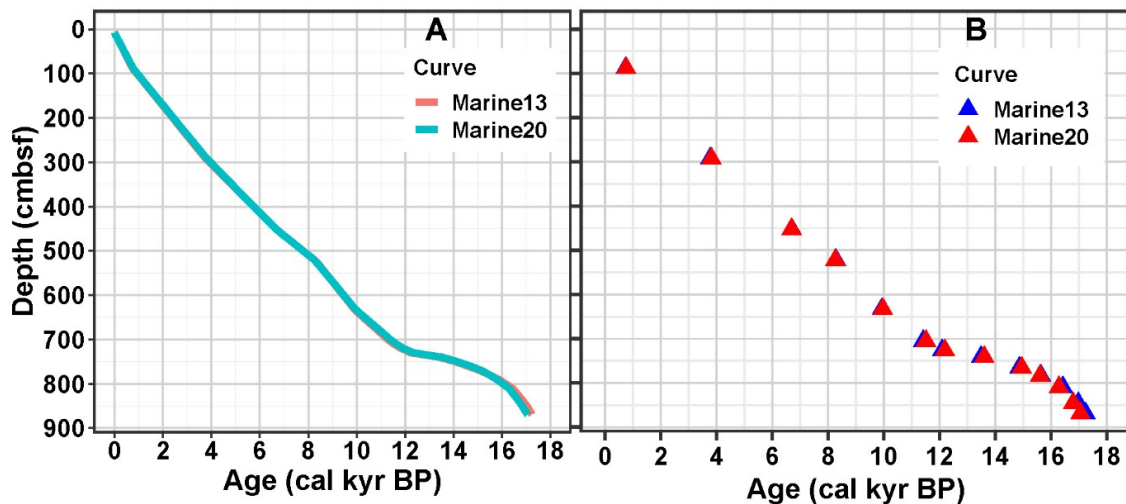 A
B
Curve
Marine13
Marine20
Curve
Marine13
Marine20
Depth (cmbsf)
0
100
200
300
400
500
600
700
800
900
0 2 4 6 8 10 12 14 16 18
0 2 4 6 8 10 12 14 16 18
Age (cal kyr BP)
Age (cal kyr BP)